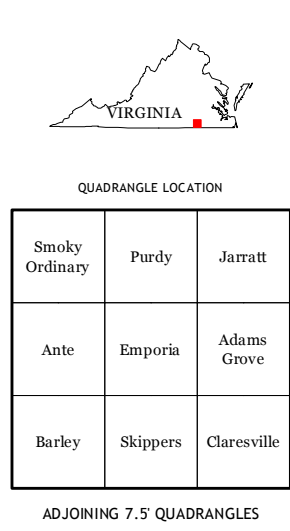 VIRGINIA
QUADRANGLE LOCATION
Smoky
Ordinary
Purdy
Jarratt
Ante
Emporia
Adams
Grove
Barley
Skippers
Claresville
ADJOINING 7.5' QUADRANGLES